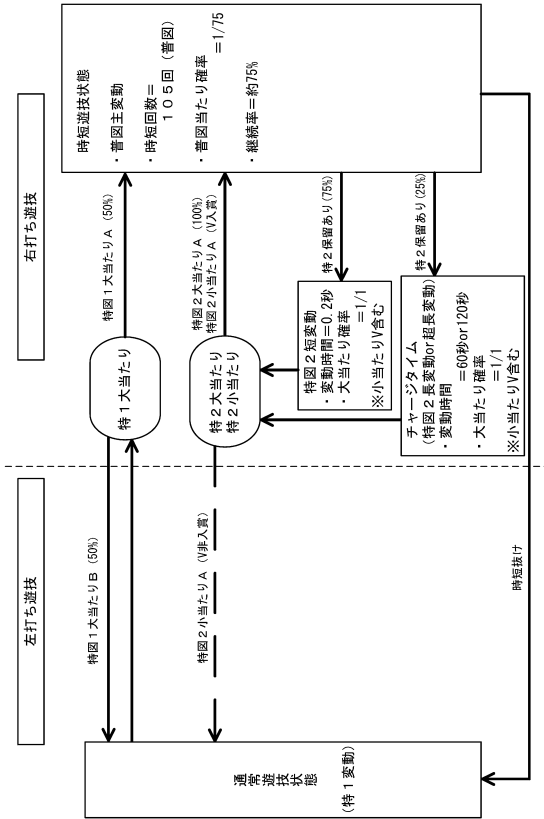 左打ち遊技
右打ち遊技
通常遊技
状態
(特1変動)
特図1大当たりB (50%)
特1大当たり
特図1大当たりA (50%)
特図2小当たりA (V非入賞)
特2大当たり
特2小当たり
特図2大当たりA (100%)
特図2小当たりA (V入賞)
時短遊技状態
・普図主変動
・時短回数=
105回 (普図)
・普図当たり確率
=1/75
・継続率=約75%
特2保留あり(75%)
特図2短変動
・変動時間=0.2秒
・大当たり確率
=1/1
※小当たりV含む
特2保留あり(25%)
チャージタイム
(特図2長変動or超長変動)
・変動時間
=60秒or120秒
・大当たり確率
=1/1
※小当たりV含む
時短抜け